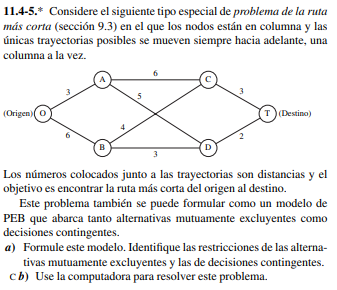 11.4-5.* Considere el siguiente tipo especial de problema de la ruta
más corta (sección 9.3) en el que los nodos están en columna y las
únicas trayectorias posibles se mueven siempre hacia adelante, una
columna a la vez.
6
A
C
3
5
3
(Origen) O
T (Destino)
6
4
2
B
D
3
Los números colocados junto a las trayectorias son distancias y el
objetivo es encontrar la ruta más corta del origen al destino.
Este problema también se puede formular como un modelo de
PEB que abarca tanto alternativas mutuamente excluyentes como
decisiones contingentes.
a) Formule este modelo. Identifique las restricciones de las alterna-
tivas mutuamente excluyentes y las de decisiones contingentes.
C b) Use la computadora para resolver este problema.